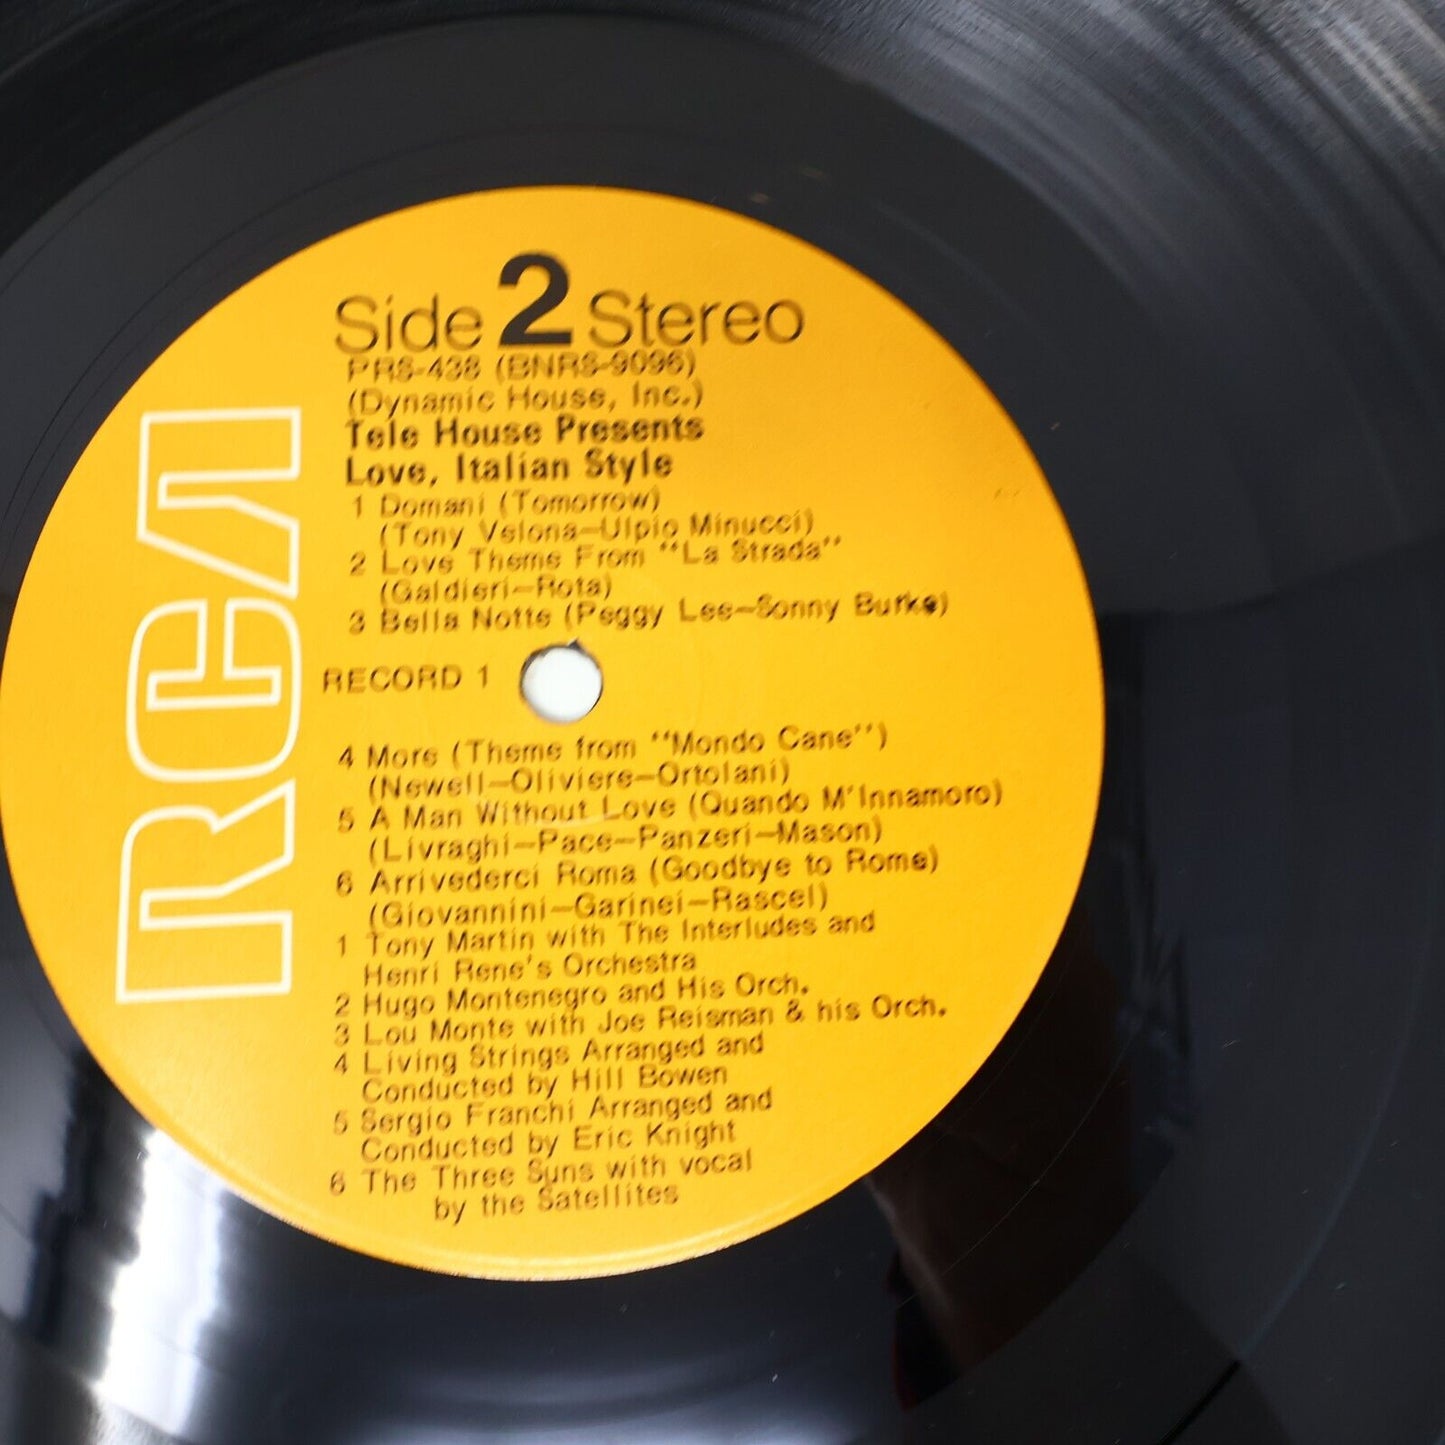 RCA
Side 2 Stereo
PRS-438 (BNRS-9096)
(Dynamic House, Inc.)
Tele House Presents
Love, Italian Style
1 Domani (Tomorrow)
(Tony Velona-Ulpio Minucci)
2 Love Theme From "La Strada"
(Galdieri-Rota)
3 Bella Notte (Peggy Lee-Sonny Burke)
RECORD 1
4 More (Theme from "Mondo Cane")
(Newell-Oliviere-Ortolani)
5 A Man Without Love (Quando M'Innamoro)
(Livraghi-Pace-Panzeri-Mason)
6 Arrivederci Roma (Goodbye to Rome)
(Giovannini-Garinei-Rascel)
1 Tony Martin with The Interludes and
Henri Rene's Orchestra
2 Hugo Montenegro and His Orch.
3 Lou Monte with Joe Reisman & his Orch.
4 Living Strings Arranged and
Conducted by Hill Bowen
5 Sergio Franchi Arranged and
Conducted by Eric Knight
6 The Three Suns with vocal
by the Satellites